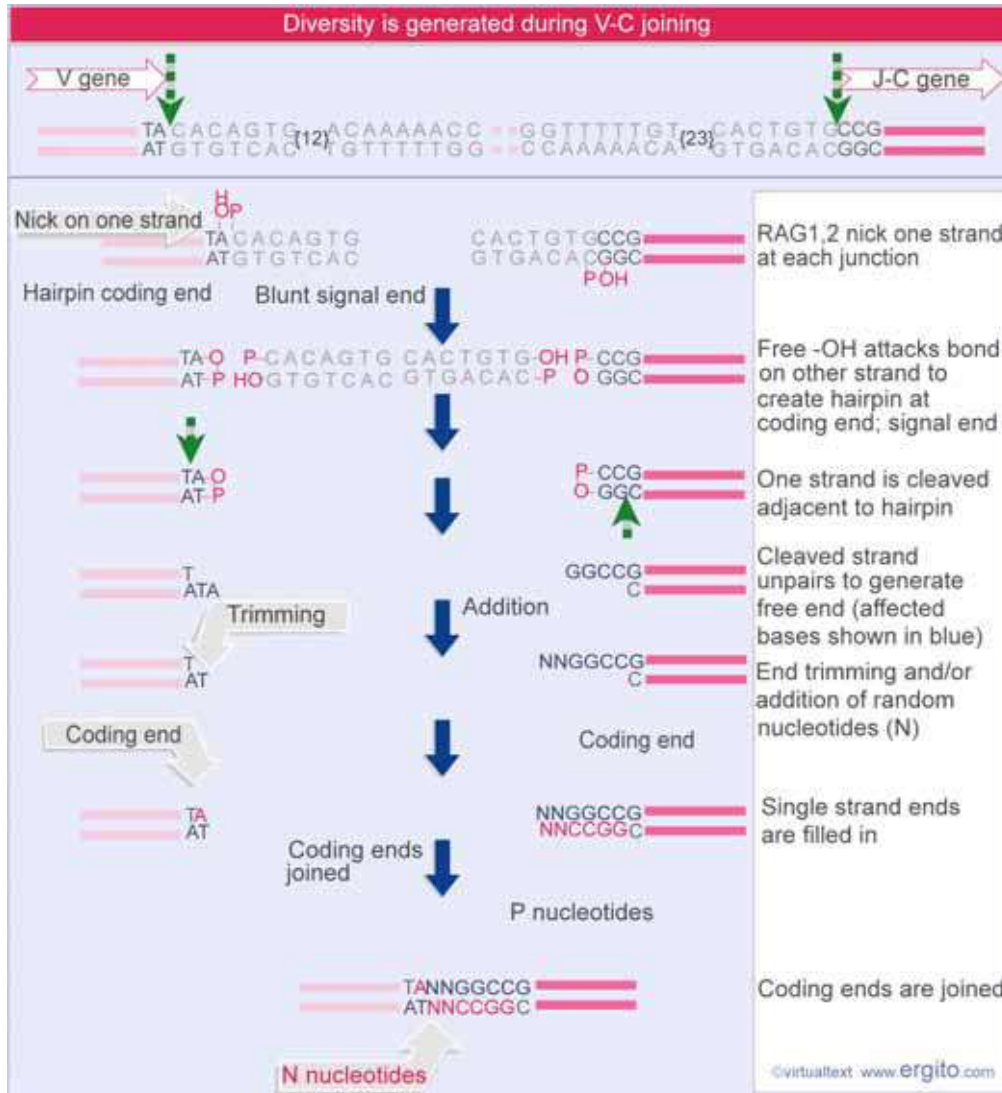 Diversity is generated during V-C joining
V gene
J-C gene
TACACAGTG ACAAAAACC GGTTTTTGT CACTGTGCCG
{12} {23}
ATGTGTCAC TGTTTTTGG CCAAAAACA GTGACACGGC
H
OP
Nick on one strand
TACACAGTG CACTGTGCCG
ATGTGTCAC GTGACACGGC
P OH
RAG1,2 nick one strand
at each junction
Hairpin coding end
Blunt signal end
TA-O P-CACAGTG CACTGTG-OH P-CCG
AT-P HOGTGTCAC GTGACAC-P O GGC
Free -OH attacks bond
on other strand to
create hairpin at
coding end; signal end
TA-O P-CCG
AT-P O-GGC
One strand is cleaved
adjacent to hairpin
T GGCCG
ATA C
Cleaved strand
unpairs to generate
free end (affected
bases shown in blue)
Trimming
Addition
T NNGGCCG
AT C
End trimming and/or
addition of random
nucleotides (N)
Coding end
Coding end
TA NNGGCCG
AT NNCCGGC
Single strand ends
are filled in
Coding ends
joined
P nucleotides
TANNGGCCG
ATNNCCGGC
Coding ends are joined
N nucleotides
©virtualtext www.ergito.com